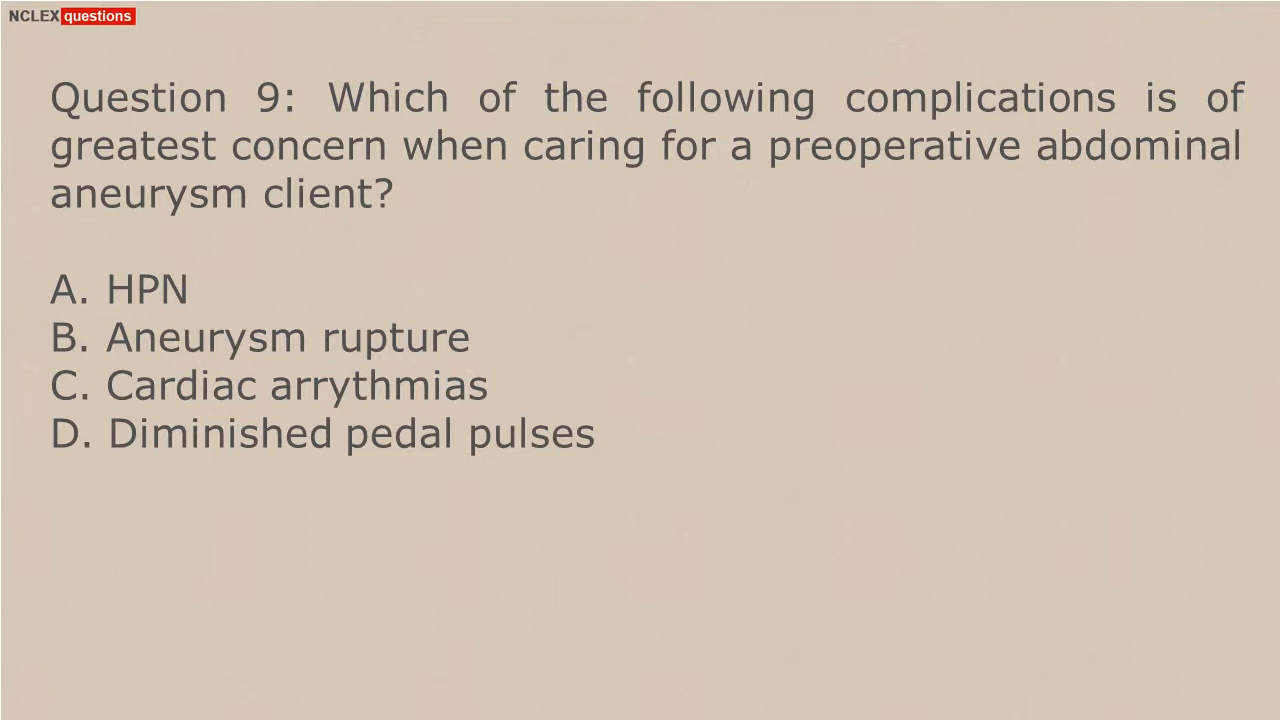 NCLEX questions
Question 9: Which of the following complications is of
greatest concern when caring for a preoperative abdominal
aneurysm client?
A. HPN
B. Aneurysm rupture
C. Cardiac arrythmias
D. Diminished pedal pulses